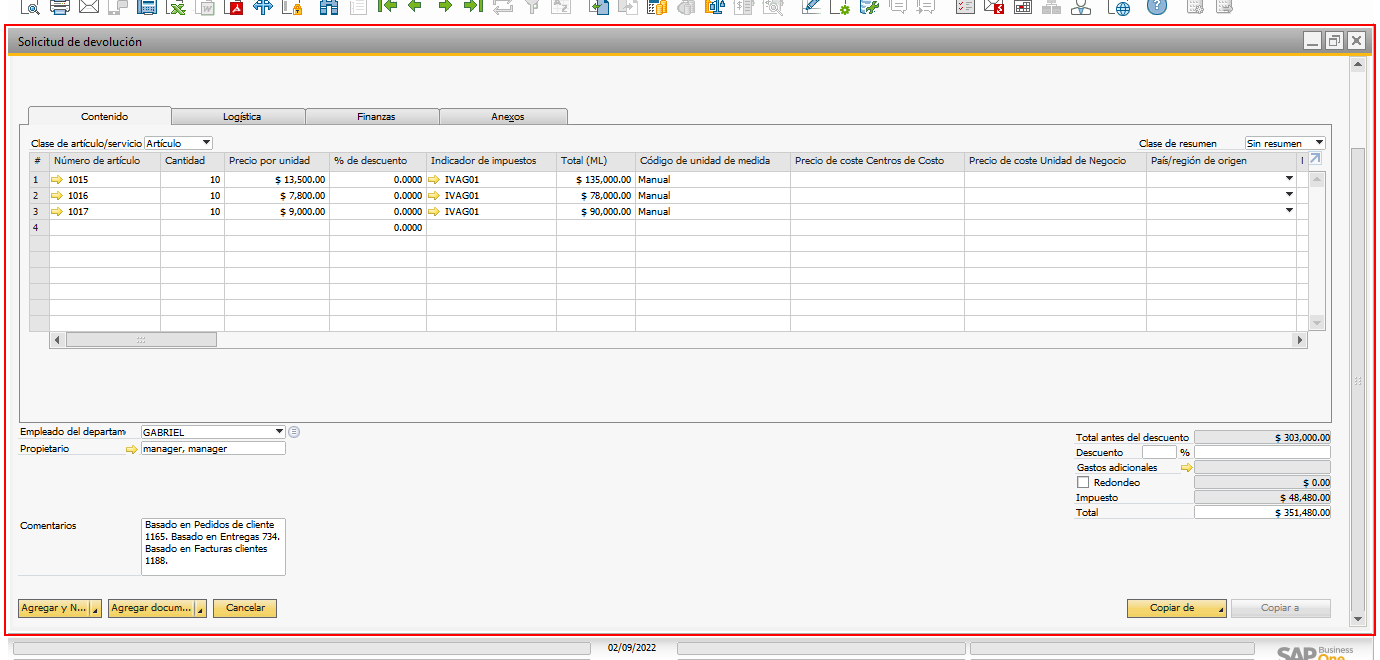 Solicitud de devolución
Contenido Logística Finanzas Anexos
Clase de artículo/servicio Artículo Clase de resumen Sin resumen
# Número de artículo Cantidad Precio por unidad % de descuento Indicador de impuestos Total (ML) Código de unidad de medida Precio de coste Centros de Costo Precio de coste Unidad de Negocio País/región de origen
1 1015 10 $ 13,500.00 0.0000 IVAG01 $ 135,000.00 Manual
2 1016 10 $ 7,800.00 0.0000 IVAG01 $ 78,000.00 Manual
3 1017 10 $ 9,000.00 0.0000 IVAG01 $ 90,000.00 Manual
4 0.0000
Empleado del departam GABRIEL
Propietario manager, manager
Total antes del descuento $ 303,000.00
Descuento %
Gastos adicionales
Redondeo $ 0.00
Impuesto $ 48,480.00
Total $ 351,480.00
Comentarios
Basado en Pedidos de cliente
1165. Basado en Entregas 734.
Basado en Facturas clientes
1188.
Agregar y N... Agregar docum... Cancelar Copiar de Copiar a
02/09/2022
SAP Business One